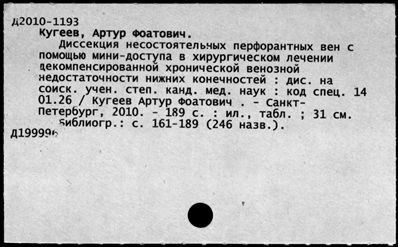 Д2010-1193
Кугеев, Артур Фоатович.
Диссекция несостоятельных перфорантных вен с
помощью мини-доступа в хирургическом лечении
декомпенсированной хронической венозной
недостаточности нижних конечностей : дис. на
соиск. учен. степ. канд. мед. наук : код спец. 14
01.26 / Кугеев Артур Фоатович . - Санкт-
Петербург, 2010. - 189 с. : ил., табл. ; 31 см.
Библиогр.: с. 161-189 (246 назв.).
Д19999